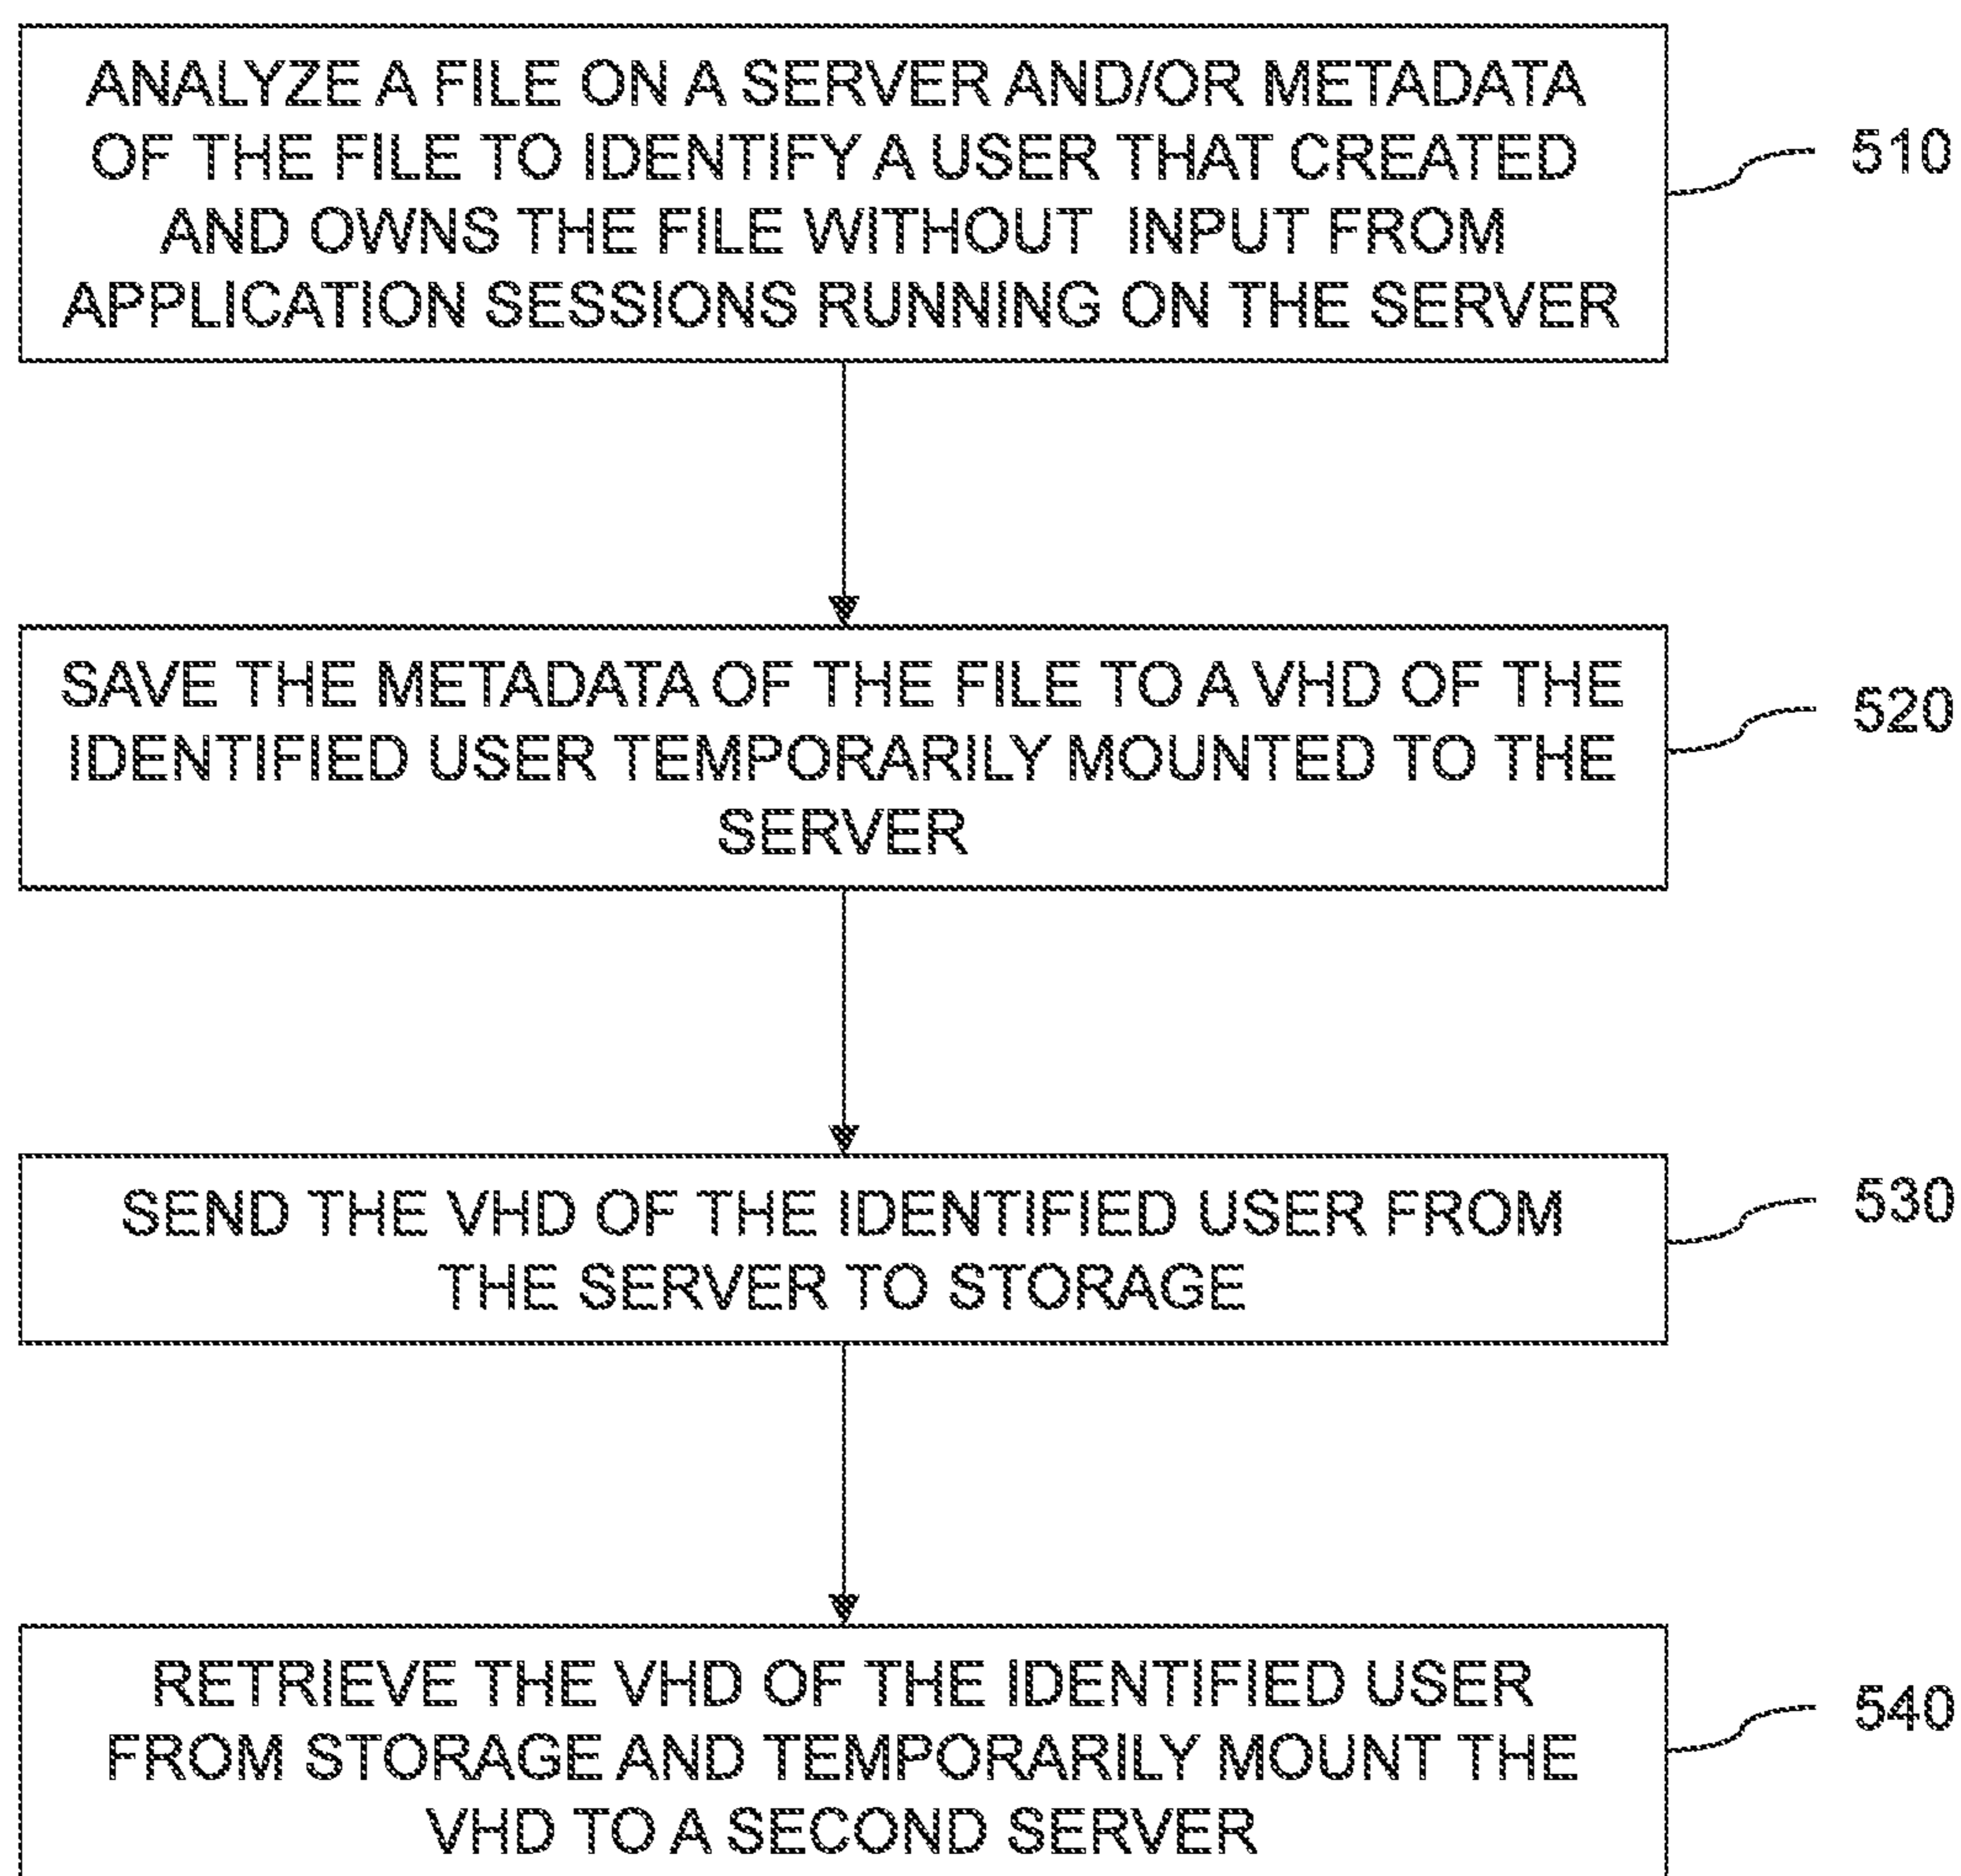 ANALYZE A FILE ON A SERVER AND/OR METADATA
OF THE FILE TO IDENTIFY A USER THAT CREATED
AND OWNS THE FILE WITHOUT INPUT FROM
APPLICATION SESSIONS RUNNING ON THE SERVER
510
SAVE THE METADATA OF THE FILE TO A VHD OF THE
IDENTIFIED USER TEMPORARILY MOUNTED TO THE
SERVER
520
SEND THE VHD OF THE IDENTIFIED USER FROM
THE SERVER TO STORAGE
530
RETRIEVE THE VHD OF THE IDENTIFIED USER
FROM STORAGE AND TEMPORARILY MOUNT THE
VHD TO A SECOND SERVER
540